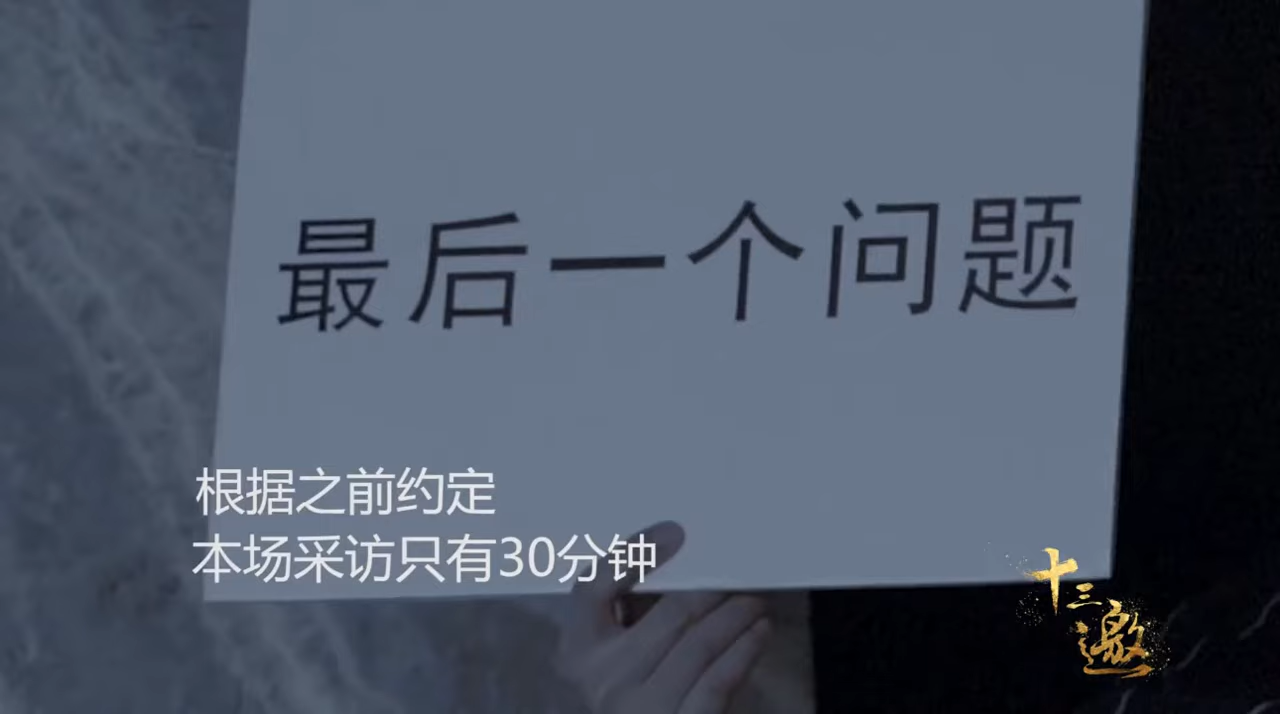 最后一个问题
根据之前约定
本场采访只有30分钟
十三邀